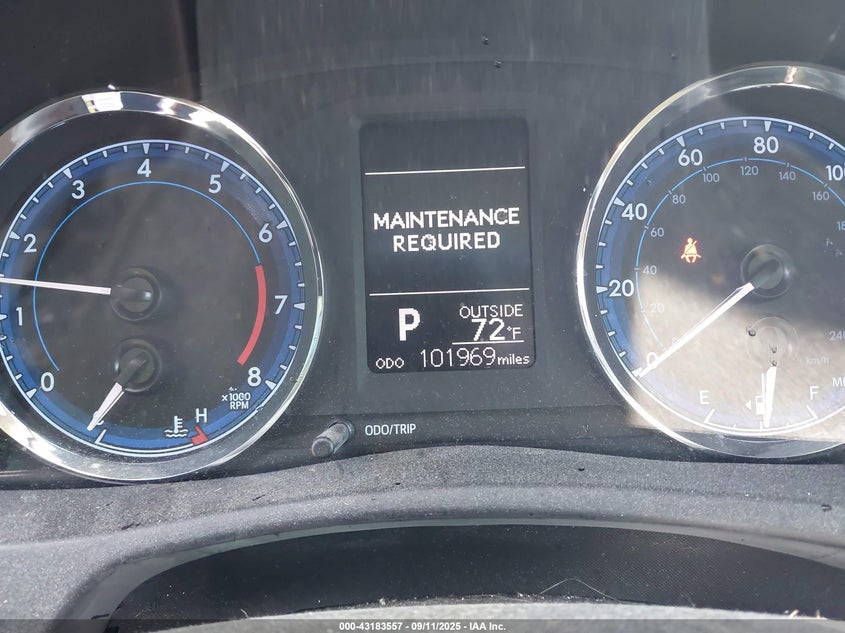 MAINTENANCE
REQUIRED
P
OUTSIDE
72°F
ODO 101969 miles
0
1
2
3
4
5
6
7
8
x1000
RPM
C
H
ODO/TRIP
0
20
40
60
80
100
20
40
60
80
100
120
140
160
240
km/h
E
F
000-43183557 - 09/11/2025 - IAA Inc.